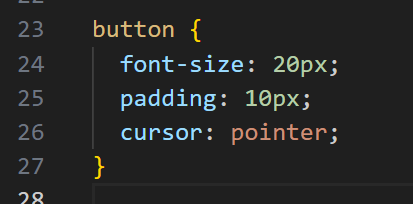 23 button {
24   font-size: 20px;
25   padding: 10px;
26   cursor: pointer;
27 }
28